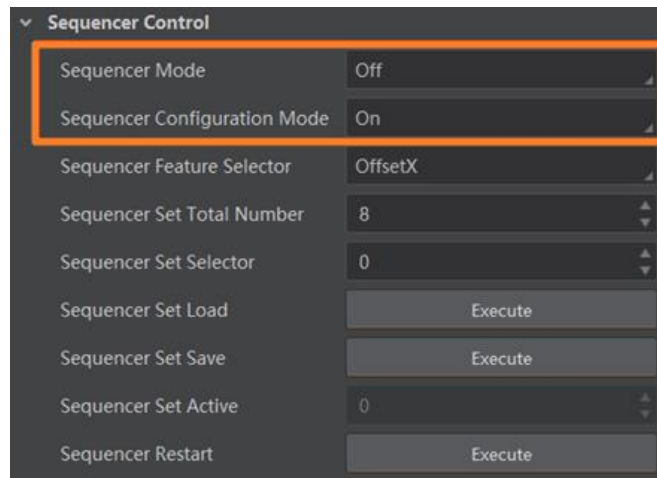 Sequencer Control
Sequencer Mode Off
Sequencer Configuration Mode On
Sequencer Feature Selector OffsetX
Sequencer Set Total Number 8
Sequencer Set Selector 0
Sequencer Set Load Execute
Sequencer Set Save Execute
Sequencer Set Active 0
Sequencer Restart Execute